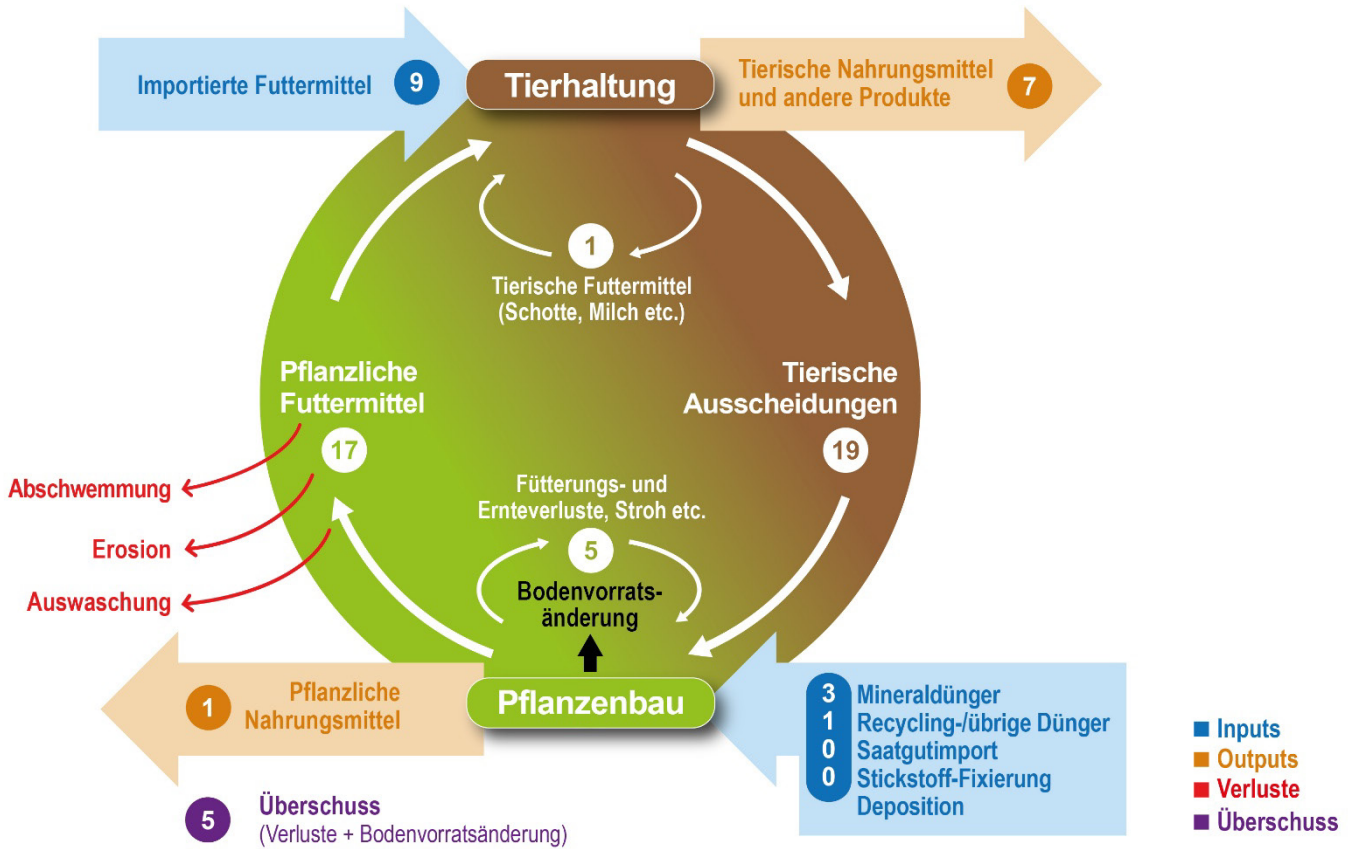 Importierte Futtermittel 9
Tierhaltung
Tierische Nahrungsmittel
und andere Produkte
7
1
Tierische Futtermittel
(Schotte, Milch etc.)
Pflanzliche
Futtermittel
17
Tierische
Ausscheidungen
19
Abschwemmung
Erosion
Auswaschung
Fütterungs- und
Ernteverluste, Stroh etc.
5
Bodenvorrats-
änderung
Pflanzenbau
1
Pflanzliche
Nahrungsmittel
3 Mineraldünger
1 Recycling-/übrige Dünger
0 Saatgutimport
0 Stickstoff-Fixierung
Deposition
5
Überschuss
(Verluste + Bodenvorratsänderung)
Inputs
Outputs
Verluste
Überschuss